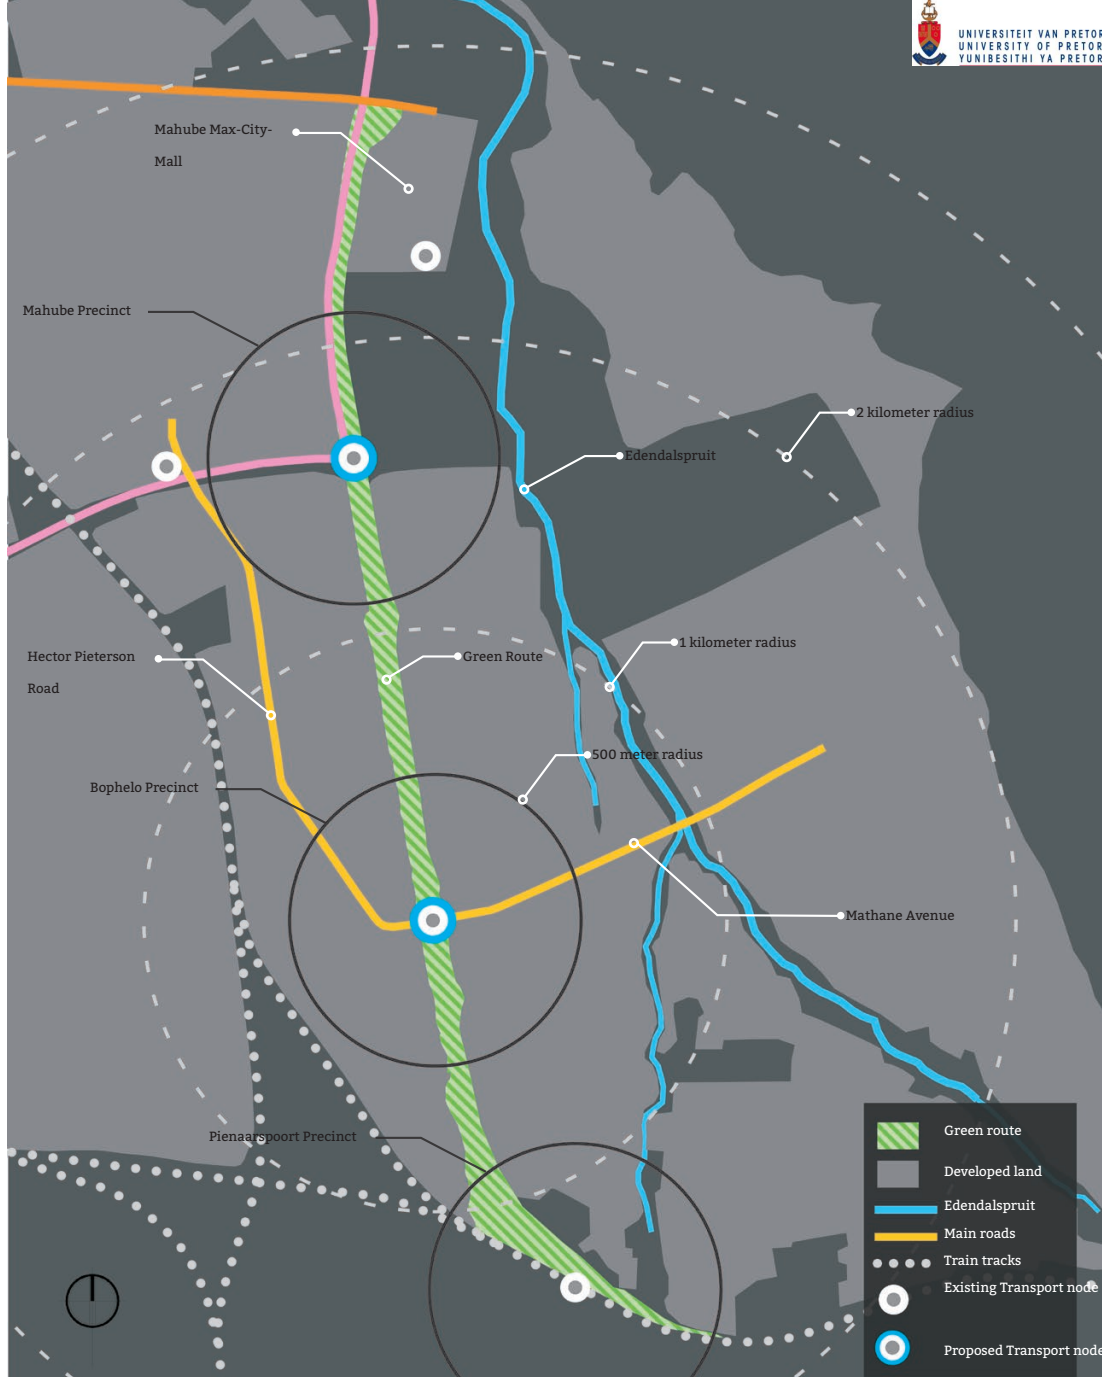 UNIVERSITEIT VAN PRETOR
UNIVERSITY OF PRETOR
YUNIBESITHI YA PRETOR
Mahube Max-City-
Mall
Mahube Precinct
2 kilometer radius
Edendalspruit
1 kilometer radius
Hector Pieterson
Road
Green Route
500 meter radius
Bophelo Precinct
Mathane Avenue
Pienaarspoort Precinct
Green route
Developed land
Edendalspruit
Main roads
Train tracks
Existing Transport node
Proposed Transport node